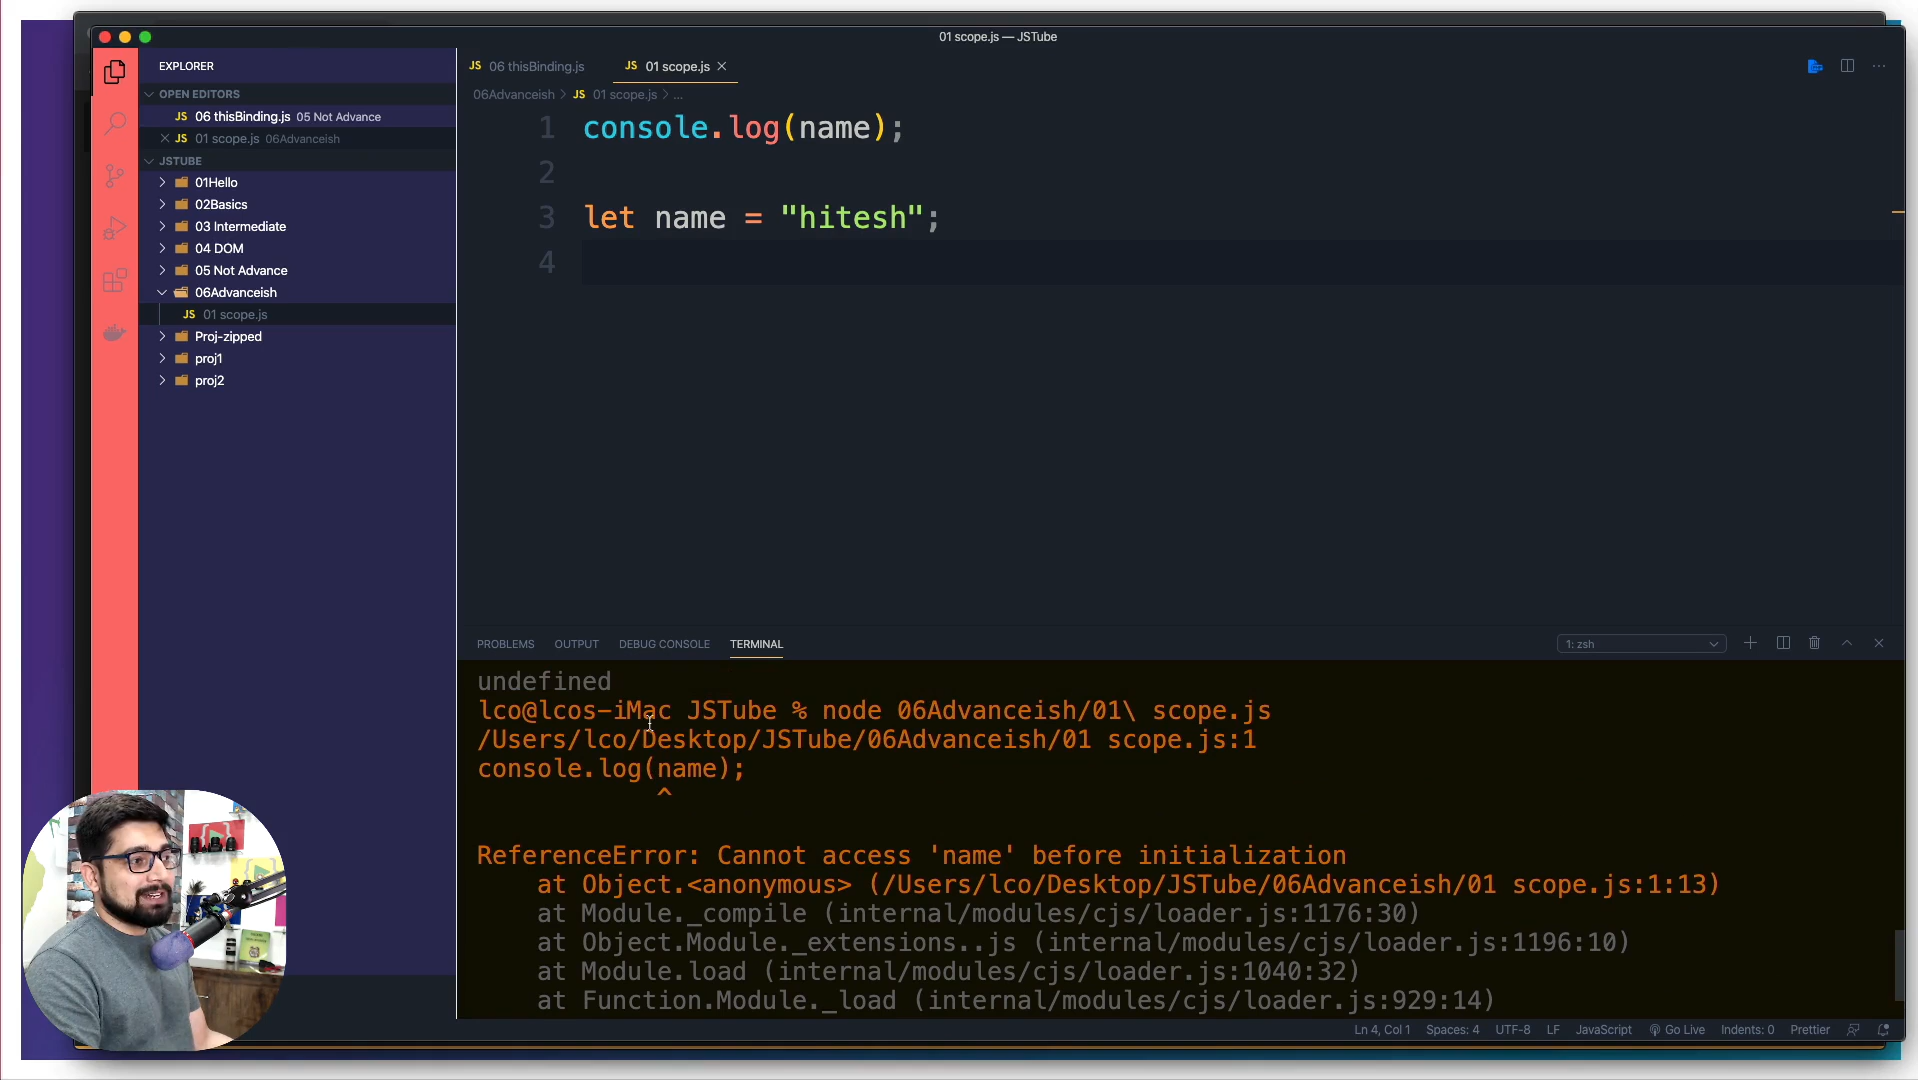 01 scope.js — JSTube
EXPLORER
OPEN EDITORS
JS 06 thisBinding.js 05 Not Advance
JS 01 scope.js 06Advanceish
JSTUBE
01Hello
02Basics
03 Intermediate
04 DOM
05 Not Advance
06Advanceish
JS 01 scope.js
Proj-zipped
proj1
proj2
JS 06 thisBinding.js
JS 01 scope.js
06Advanceish > JS 01 scope.js > ...
1 console.log(name);
2
3 let name = "hitesh";
4
PROBLEMS OUTPUT DEBUG CONSOLE TERMINAL
1: zsh
undefined
lco@lcos-iMac JSTube % node 06Advanceish/01\ scope.js
/Users/lco/Desktop/JSTube/06Advanceish/01 scope.js:1
console.log(name);
^
ReferenceError: Cannot access 'name' before initialization
at Object.<anonymous> (/Users/lco/Desktop/JSTube/06Advanceish/01 scope.js:1:13)
at Module._compile (internal/modules/cjs/loader.js:1176:30)
at Object.Module._extensions..js (internal/modules/cjs/loader.js:1196:10)
at Module.load (internal/modules/cjs/loader.js:1040:32)
at Function.Module._load (internal/modules/cjs/loader.js:929:14)
Ln 4, Col 1 Spaces: 4 UTF-8 LF JavaScript Go Live Indents: 0 Prettier